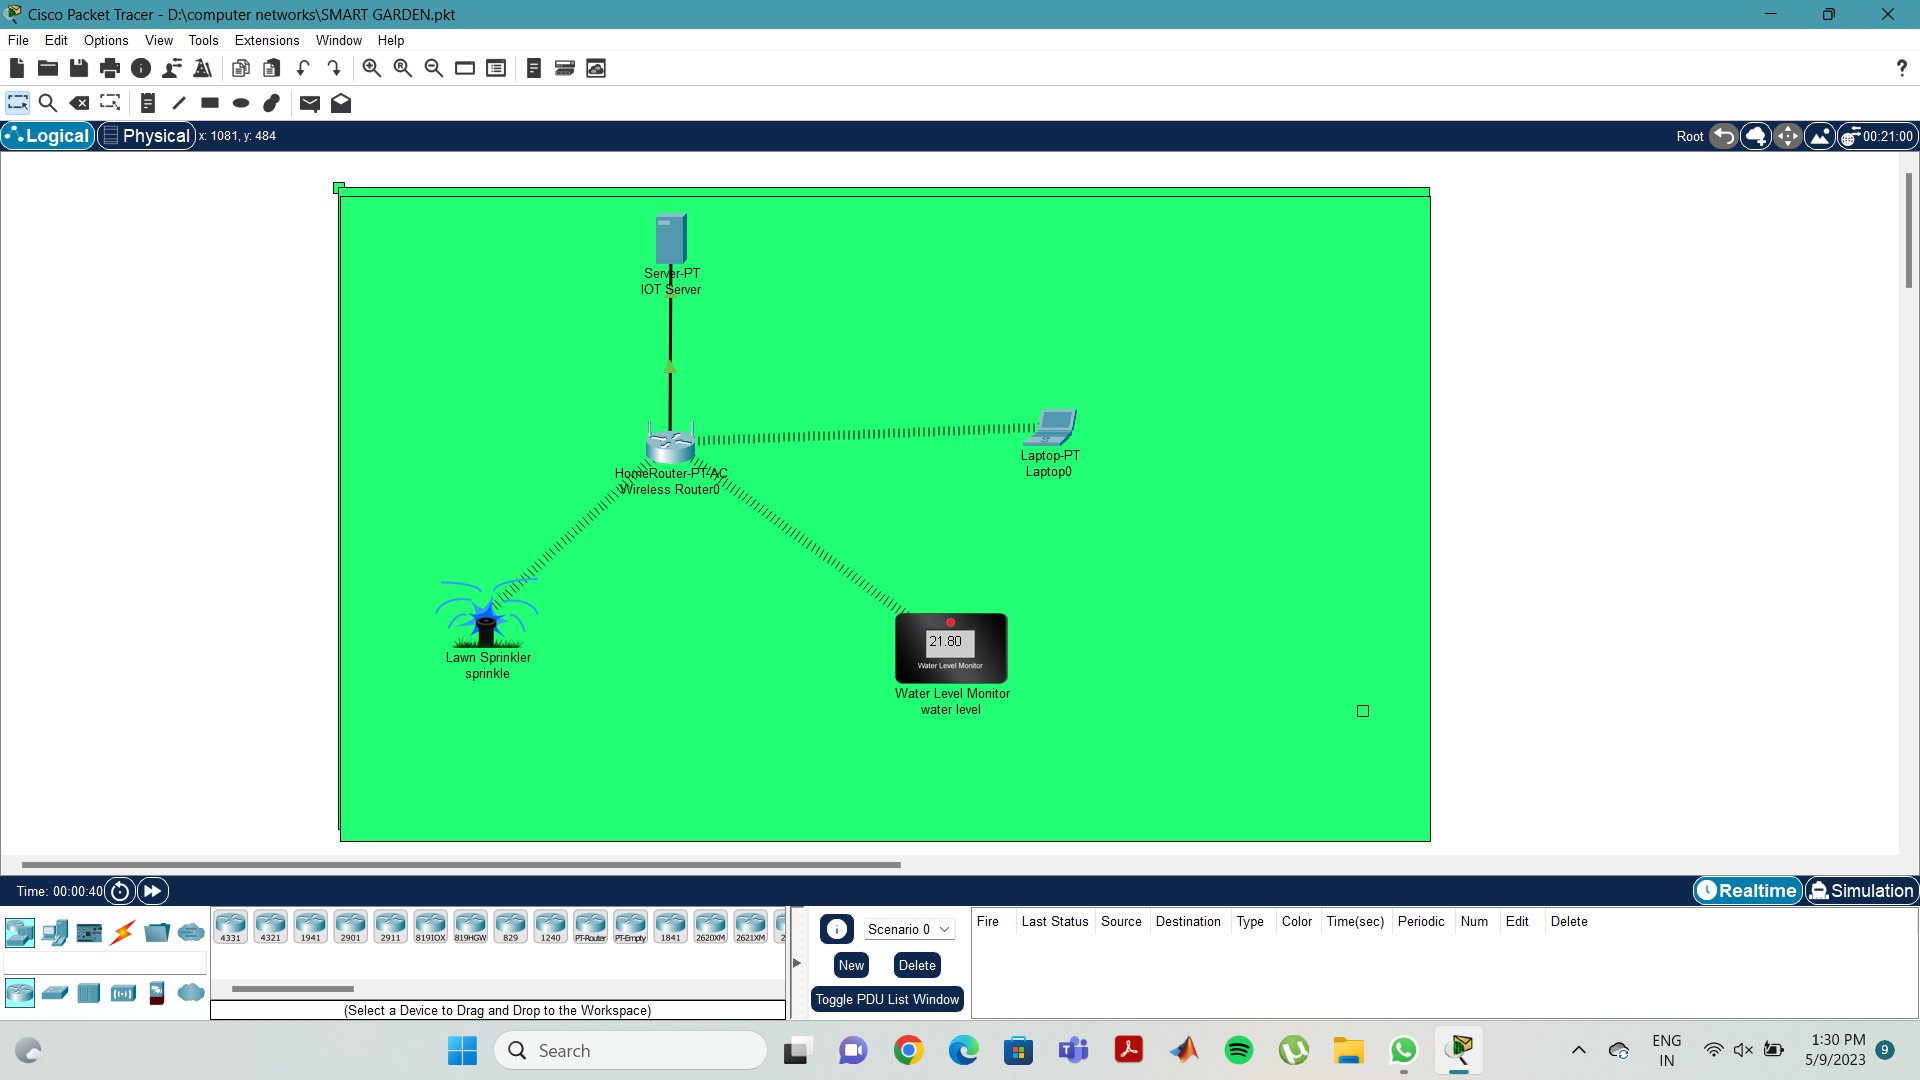 Cisco Packet Tracer - D:\computer networks\SMART GARDEN.pkt
File Edit Options View Tools Extensions Window Help
?
Logical Physical x: 1081, y: 484 Root 00:21:00
Server-PT
IOT Server
HomeRouter-PT-AC
Wireless Router0
Laptop-PT
Laptop0
Lawn Sprinkler
sprinkle
21.80
Water Level Monitor
Water Level Monitor
water level
Time: 00:00:40 Realtime Simulation
4331 4321 1941 2901 2911 819IOX 819HGW 829 1240 PT-Router PT-Empty 1841 2620XM 2621XM 2
(Select a Device to Drag and Drop to the Workspace)
Scenario 0
New Delete
Toggle PDU List Window
Fire Last Status Source Destination Type Color Time(sec) Periodic Num Edit Delete
Search
ENG
IN
1:30 PM
5/9/2023
9